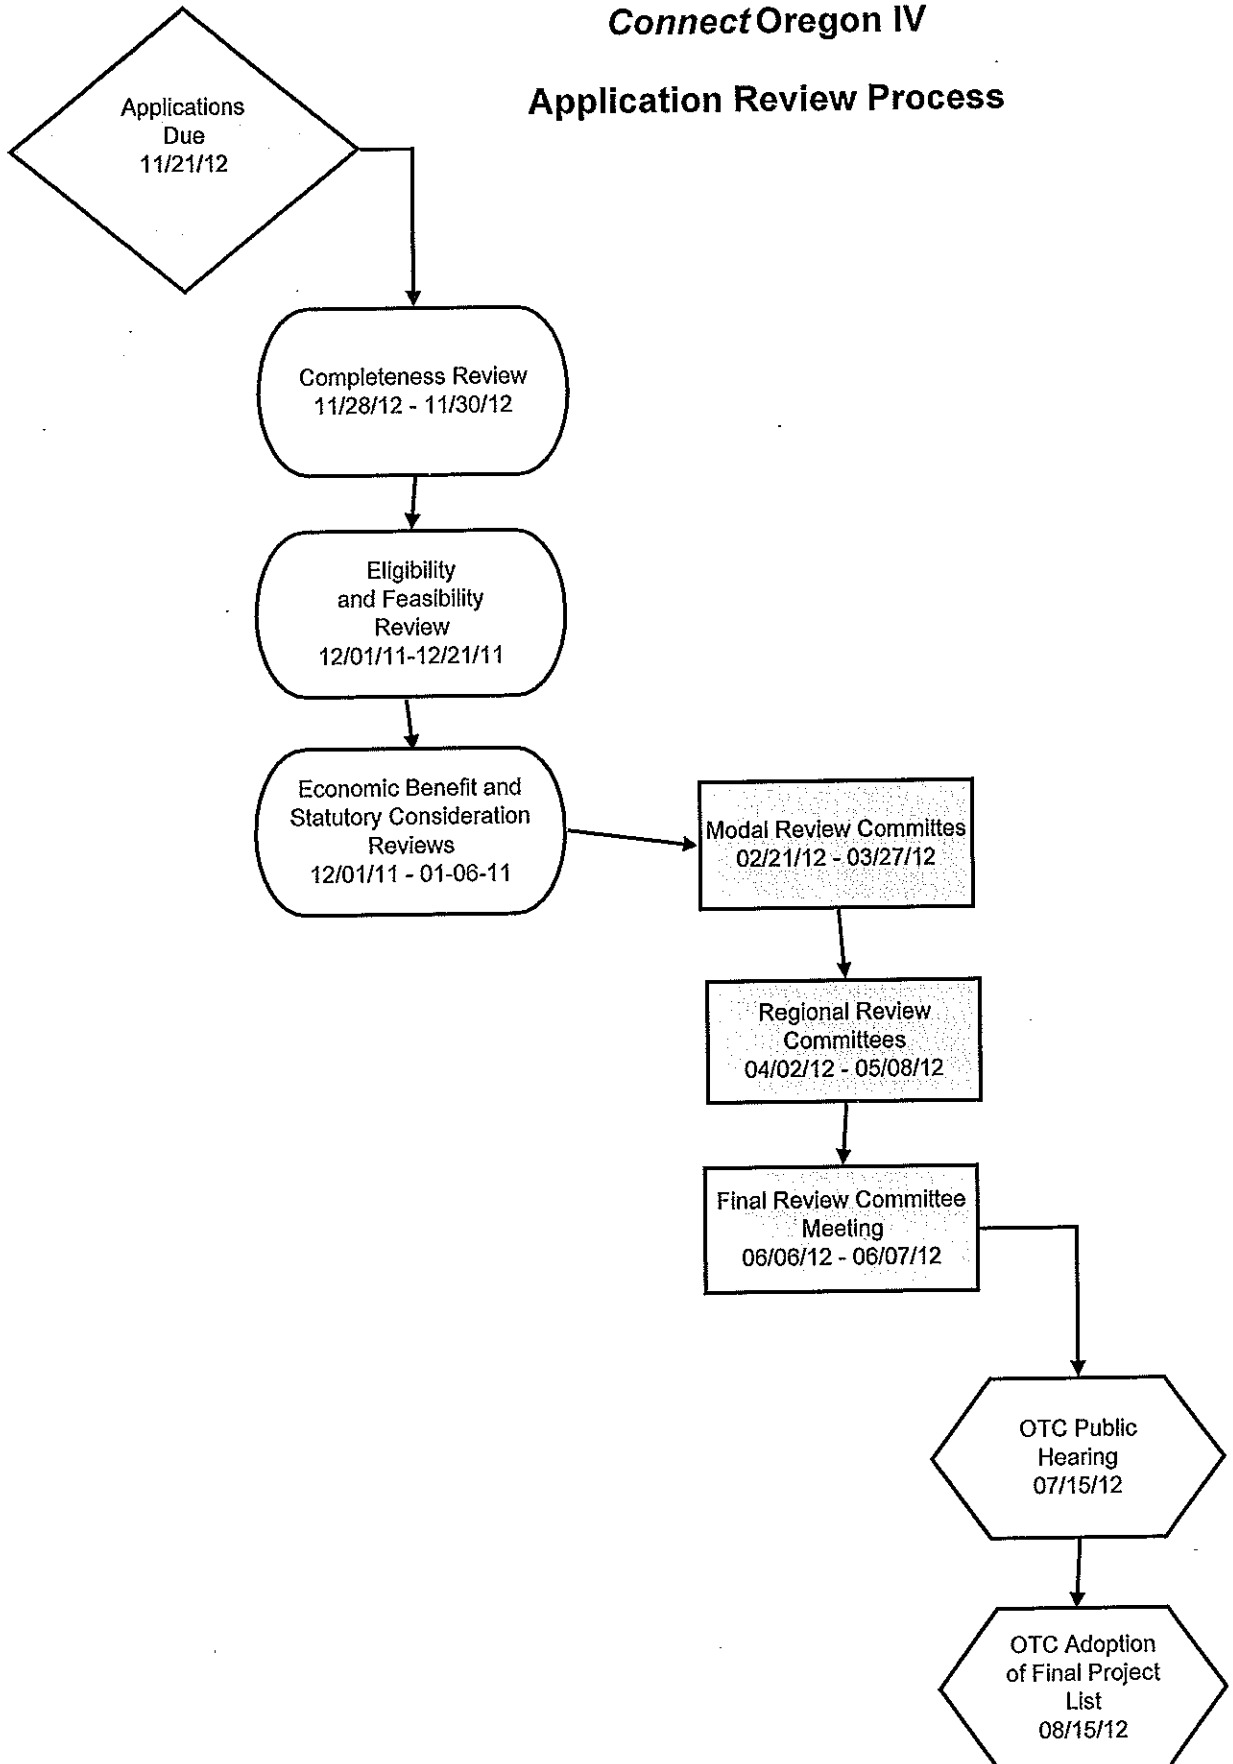 Connect Oregon IV
Application Review Process
Applications
Due
11/21/12
Completeness Review
11/28/12 - 11/30/12
Eligibility
and Feasibility
Review
12/01/11-12/21/11
Economic Benefit and
Statutory Consideration
Reviews
12/01/11 - 01-06-11
Modal Review Committes
02/21/12 - 03/27/12
Regional Review
Committees
04/02/12 - 05/08/12
Final Review Committee
Meeting
06/06/12 - 06/07/12
OTC Public
Hearing
07/15/12
OTC Adoption
of Final Project
List
08/15/12